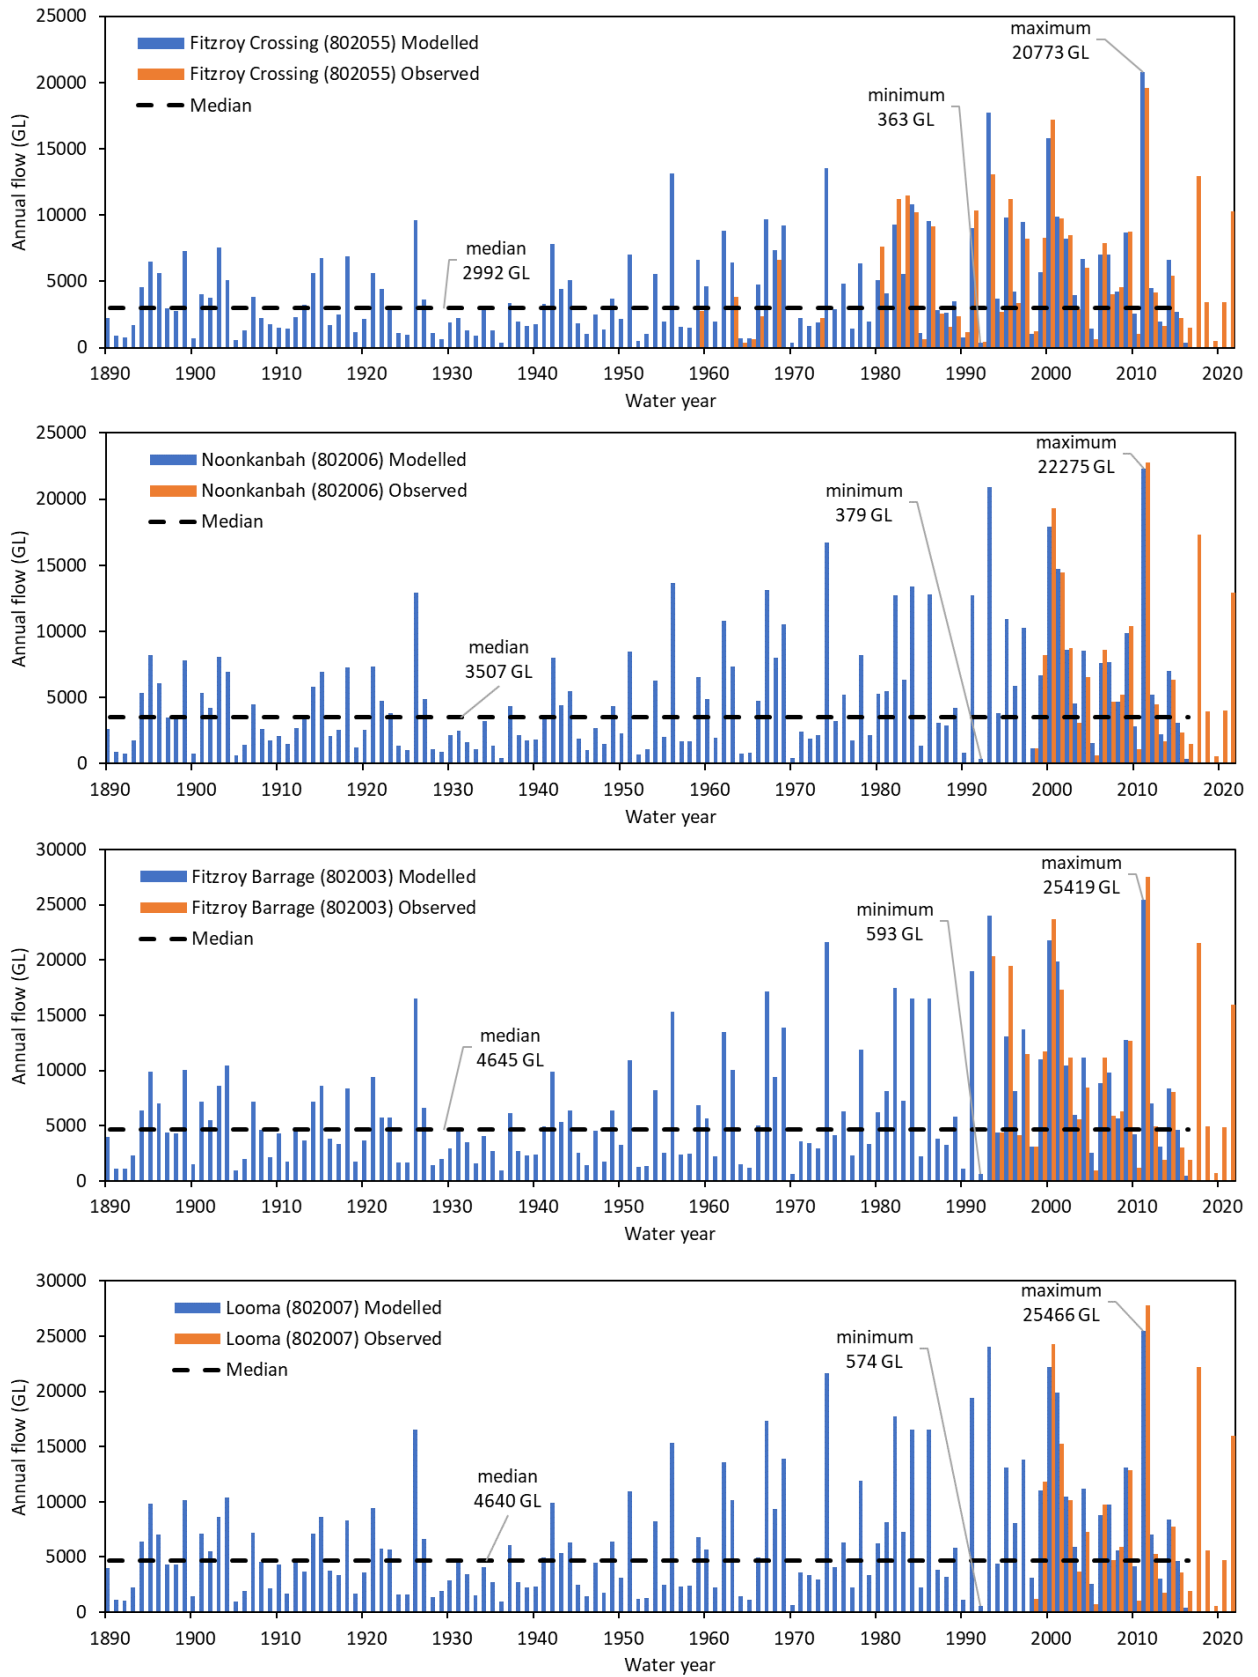 25000
20000
15000
10000
5000
0
Annual flow (GL)
Fitzroy Crossing (802055) Modelled
Fitzroy Crossing (802055) Observed
Median
median
2992 GL
minimum
363 GL
maximum
20773 GL
1890 1900 1910 1920 1930 1940 1950 1960 1970 1980 1990 2000 2010 2020
Water year
25000
20000
15000
10000
5000
0
Annual flow (GL)
Noonkanbah (802006) Modelled
Noonkanbah (802006) Observed
Median
median
3507 GL
minimum
379 GL
maximum
22275 GL
1890 1900 1910 1920 1930 1940 1950 1960 1970 1980 1990 2000 2010 2020
Water year
30000
25000
20000
15000
10000
5000
0
Annual flow (GL)
Fitzroy Barrage (802003) Modelled
Fitzroy Barrage (802003) Observed
Median
median
4645 GL
minimum
593 GL
maximum
25419 GL
1890 1900 1910 1920 1930 1940 1950 1960 1970 1980 1990 2000 2010 2020
Water year
30000
25000
20000
15000
10000
5000
0
Annual flow (GL)
Looma (802007) Modelled
Looma (802007) Observed
Median
median
4640 GL
minimum
574 GL
maximum
25466 GL
1890 1900 1910 1920 1930 1940 1950 1960 1970 1980 1990 2000 2010 2020
Water year